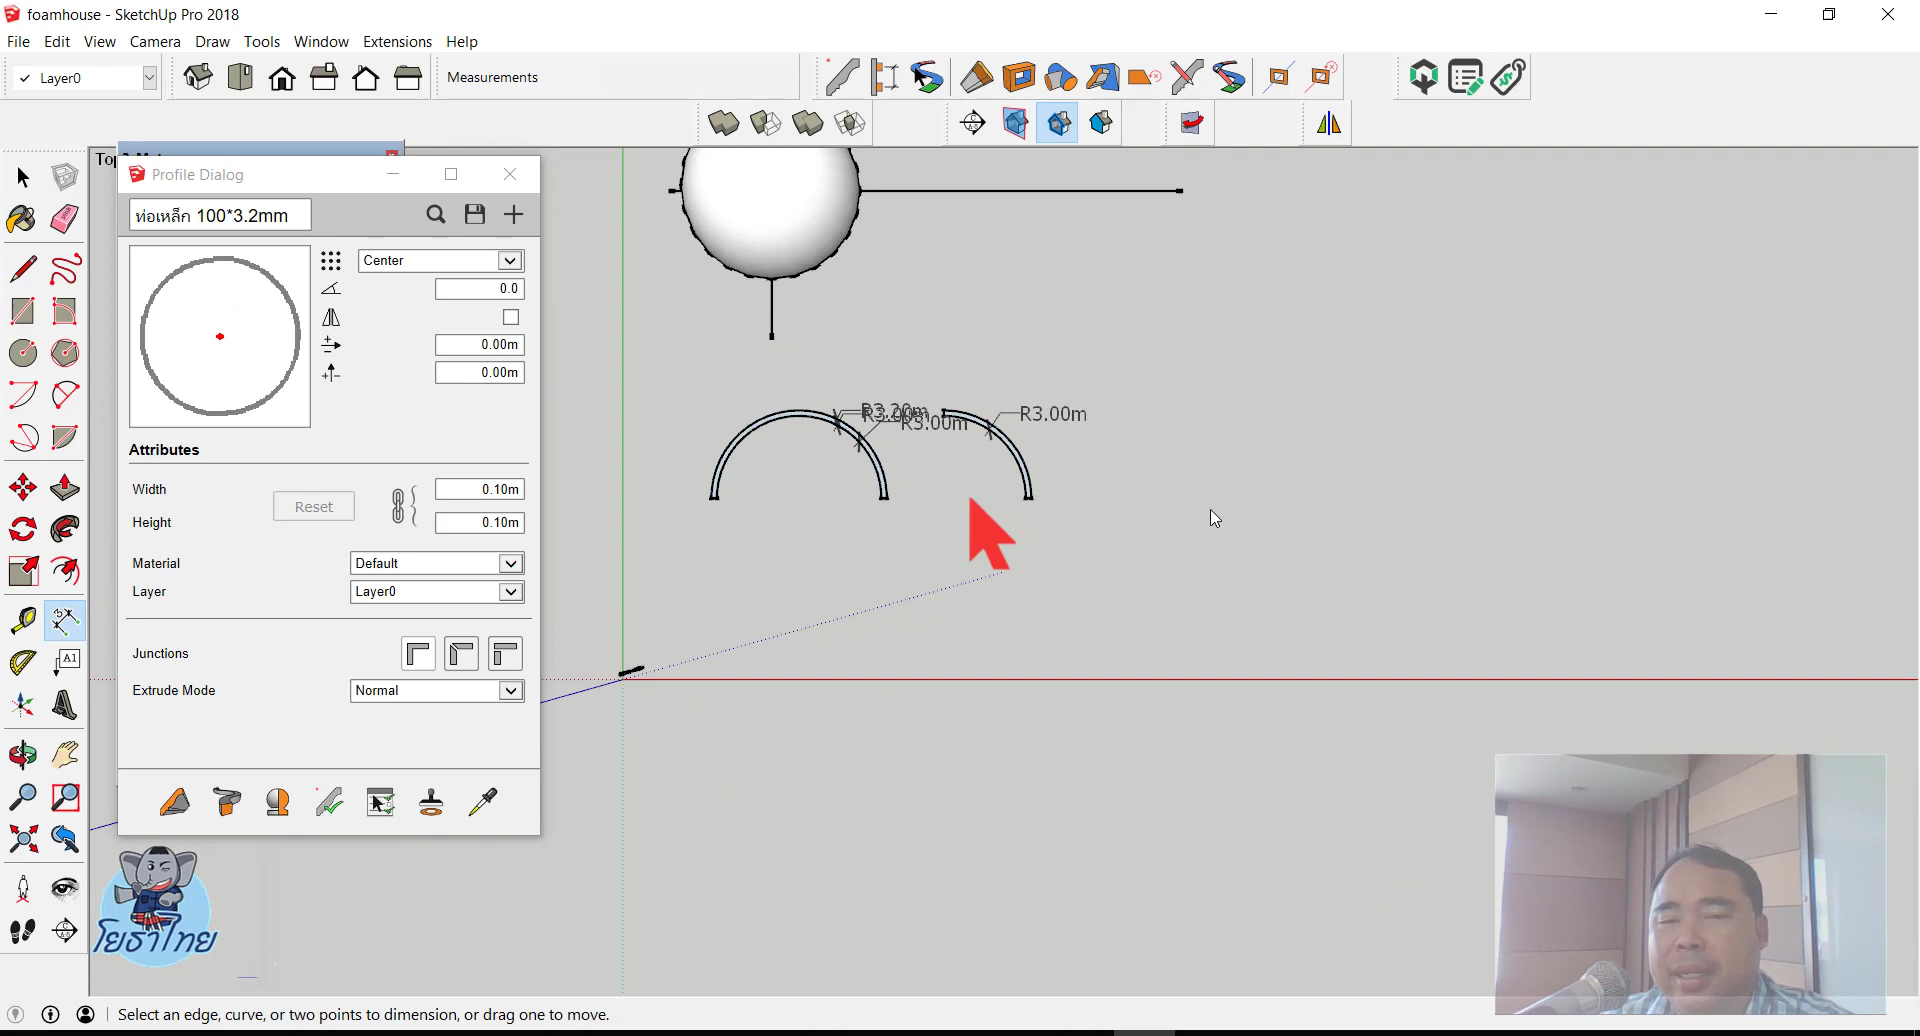 foamhouse - SketchUp Pro 2018
File Edit View Camera Draw Tools Window Extensions Help
Layer0
Measurements
Profile Dialog
ท่อเหล็ก 100*3.2mm
Center
0.0
0.00m
0.00m
Attributes
Width 0.10m
Reset
Height 0.10m
Material Default
Layer Layer0
Junctions
Extrude Mode Normal
R3.20m
R3.00m
R3.00m
R3.00m
A1
โยธาไทย
Select an edge, curve, or two points to dimension, or drag one to move.